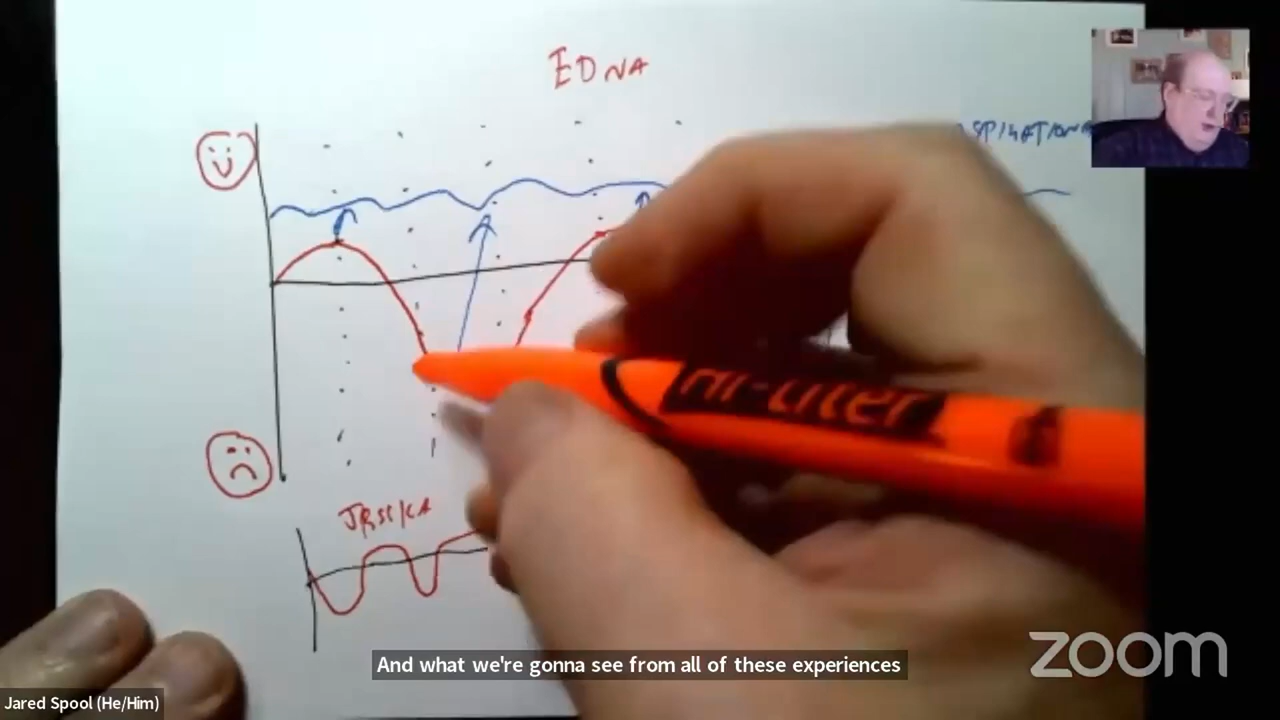 EDNA
JESSICA
Hi-Liter
And what we're gonna see from all of these experiences
zoom
Jared Spool (He/Him)